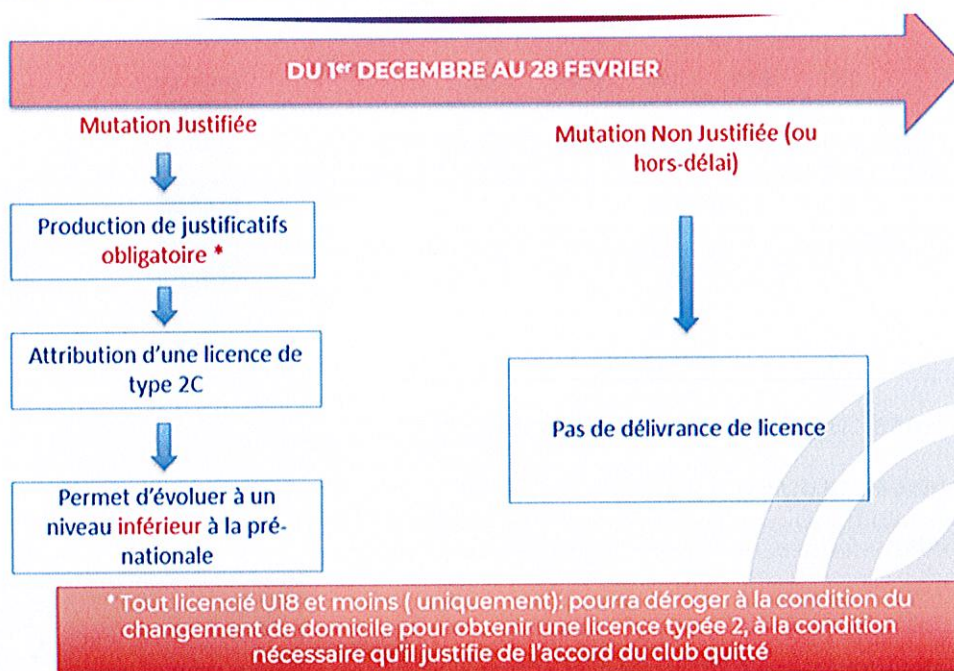 DU 1er DECEMBRE AU 28 FEVRIER
Mutation Justifiée
Production de justificatifs
obligatoire *
Attribution d'une licence de
type 2C
Permet d'évoluer à un
niveau inférieur à la pré-
nationale
Mutation Non Justifiée (ou
hors-délai)
Pas de délivrance de licence
* Tout licencié U18 et moins ( uniquement): pourra déroger à la condition du
changement de domicile pour obtenir une licence typée 2, à la condition
nécessaire qu'il justifie de l'accord du club quitté